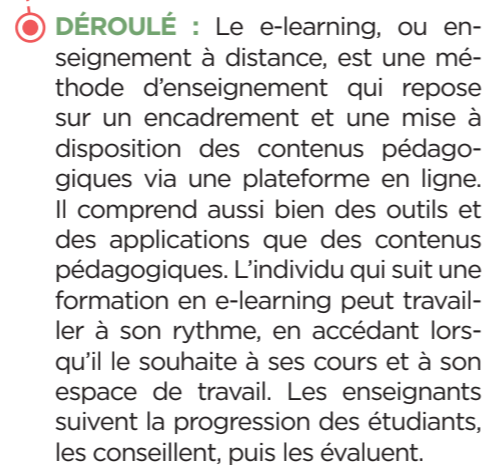 DÉROULÉ : Le e-learning, ou en-
seignement à distance, est une mé-
thode d'enseignement qui repose
sur un encadrement et une mise à
disposition des contenus pédago-
giques via une plateforme en ligne.
Il comprend aussi bien des outils et
des applications que des contenus
pédagogiques. L'individu qui suit une
formation en e-learning peut travail-
ler à son rythme, en accédant lors-
qu'il le souhaite à ses cours et à son
espace de travail. Les enseignants
suivent la progression des étudiants,
les conseillent, puis les évaluent.